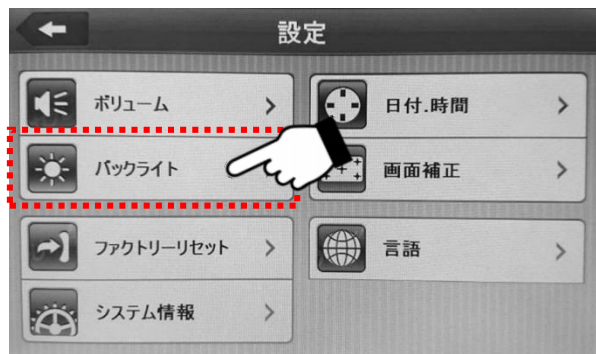 設定
ボリューム
日付.時間
バックライト
画面補正
ファクトリーリセット
言語
システム情報